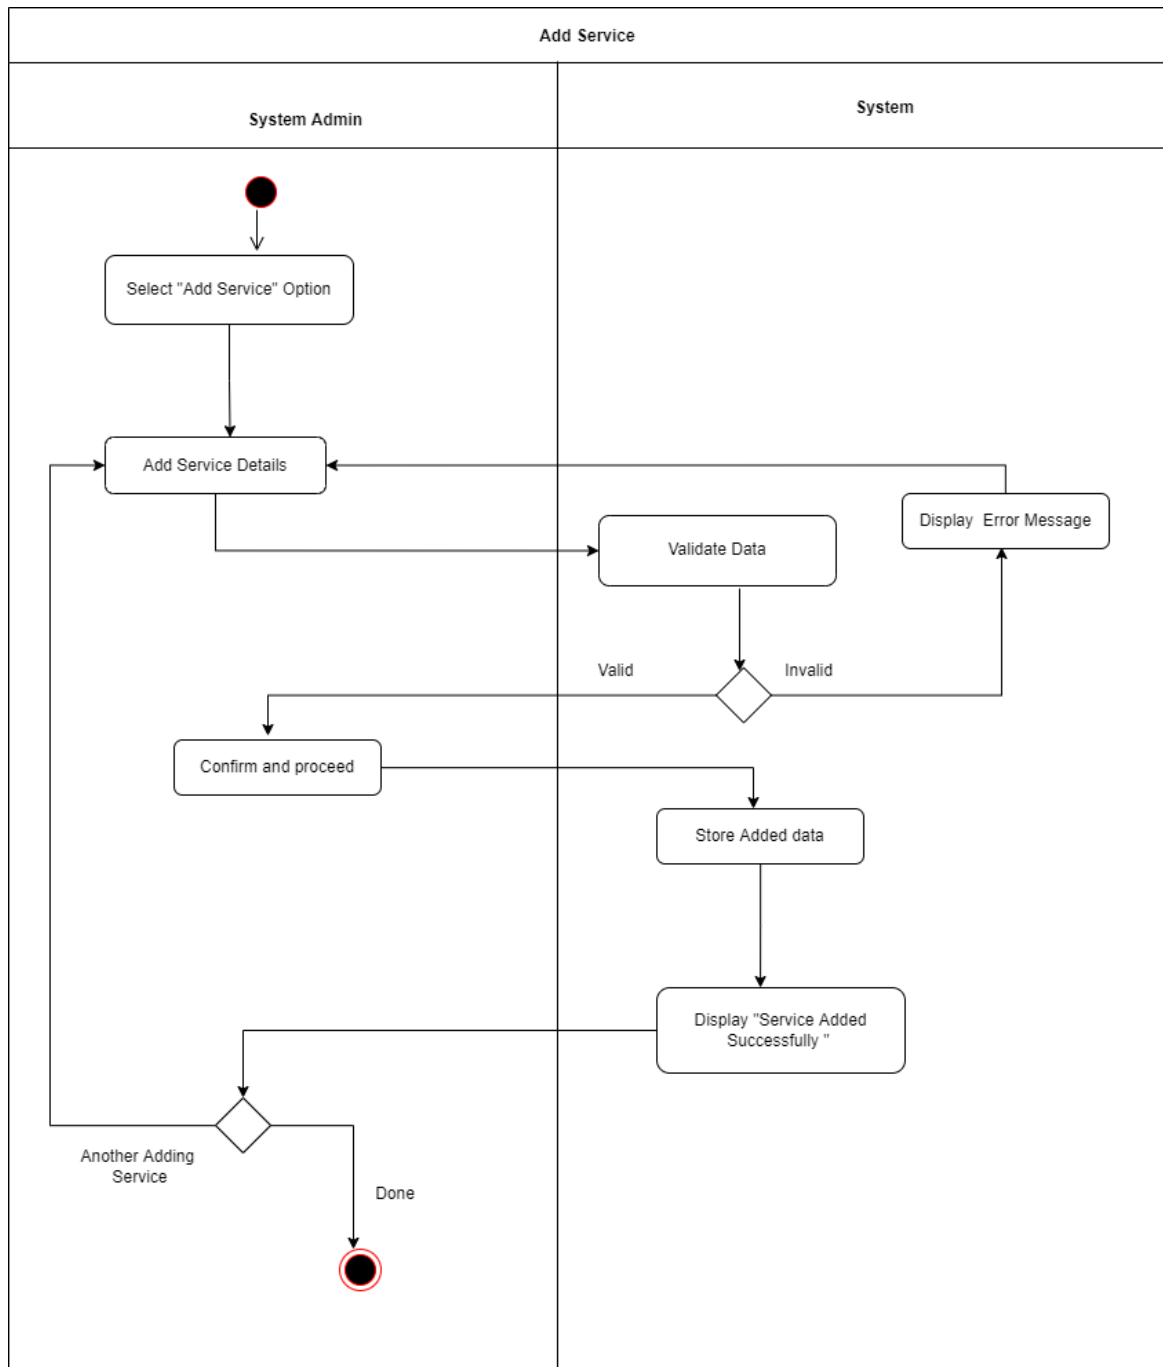 Add Service
System Admin
System
Select "Add Service" Option
Add Service Details
Display  Error Message
Validate Data
Valid
Invalid
Confirm and proceed
Store Added data
Display "Service Added
Successfully "
Another Adding
Service
Done